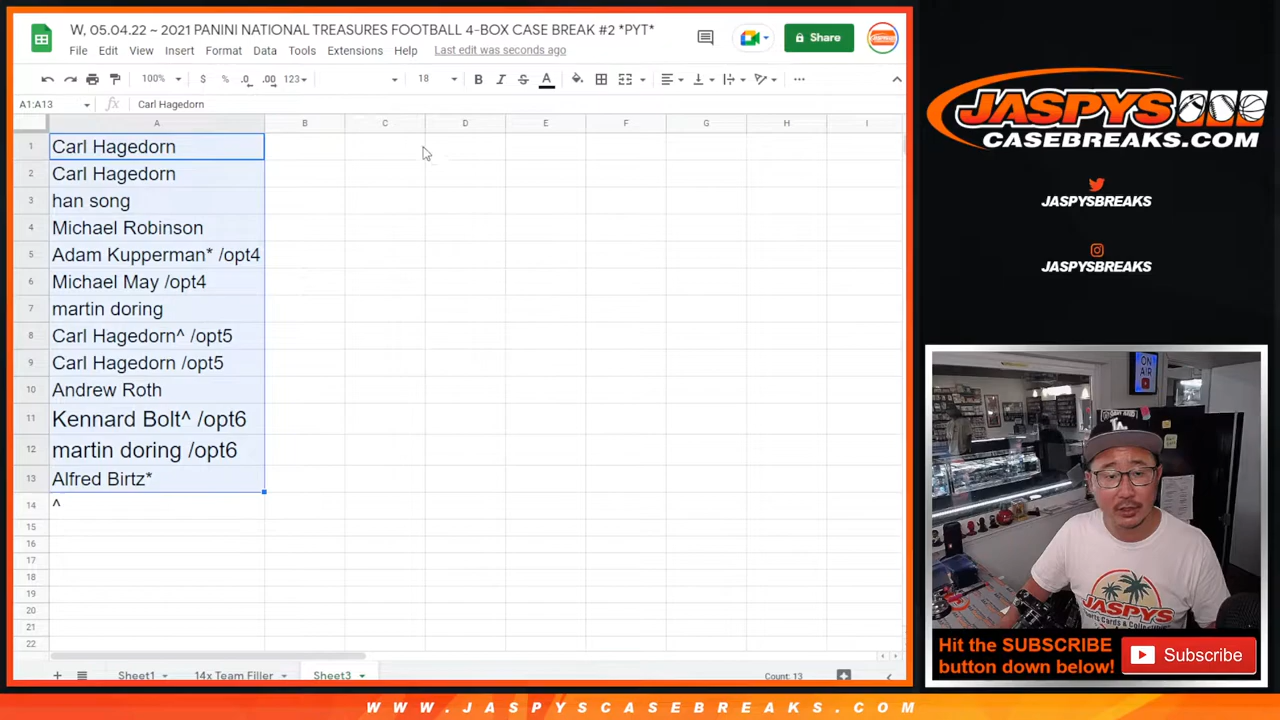 W, 05.04.22 ~ 2021 PANINI NATIONAL TREASURES FOOTBALL 4-BOX CASE BREAK #2 *PYT*
File Edit View Insert Format Data Tools Extensions Help Last edit was seconds ago
Share
100% $ % .0 .00 123 18 B I S A
A1:A13 fx Carl Hagedorn
A B C D E F G H I
1 Carl Hagedorn
2 Carl Hagedorn
3 han song
4 Michael Robinson
5 Adam Kupperman* /opt4
6 Michael May /opt4
7 martin doring
8 Carl Hagedorn^ /opt5
9 Carl Hagedorn /opt5
10 Andrew Roth
11 Kennard Bolt^ /opt6
12 martin doring /opt6
13 Alfred Birtz*
14 ^
15
16
17
18
19
20
21
22
+ Sheet1 14x Team Filler Sheet3 Count: 13
JASPYS
CASEBREAKS.COM
JASPYSBREAKS
JASPYSBREAKS
ON
AIR
LA
JASPYS
Hit the SUBSCRIBE
button down below!
Subscribe
WWW.JASPYSCASEBREAKS.COM